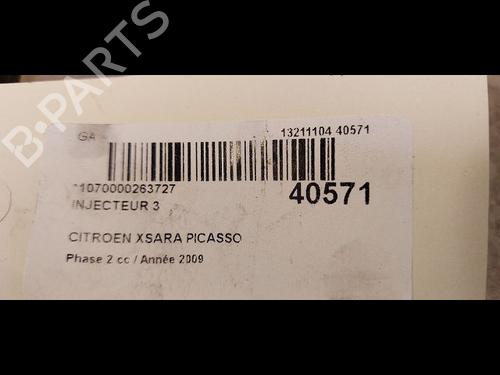 B-PARTS
GA
13211104 40571
11070000263727
40571
INJECTEUR 3
CITROEN XSARA PICASSO
Phase 2 cc / Année 2009